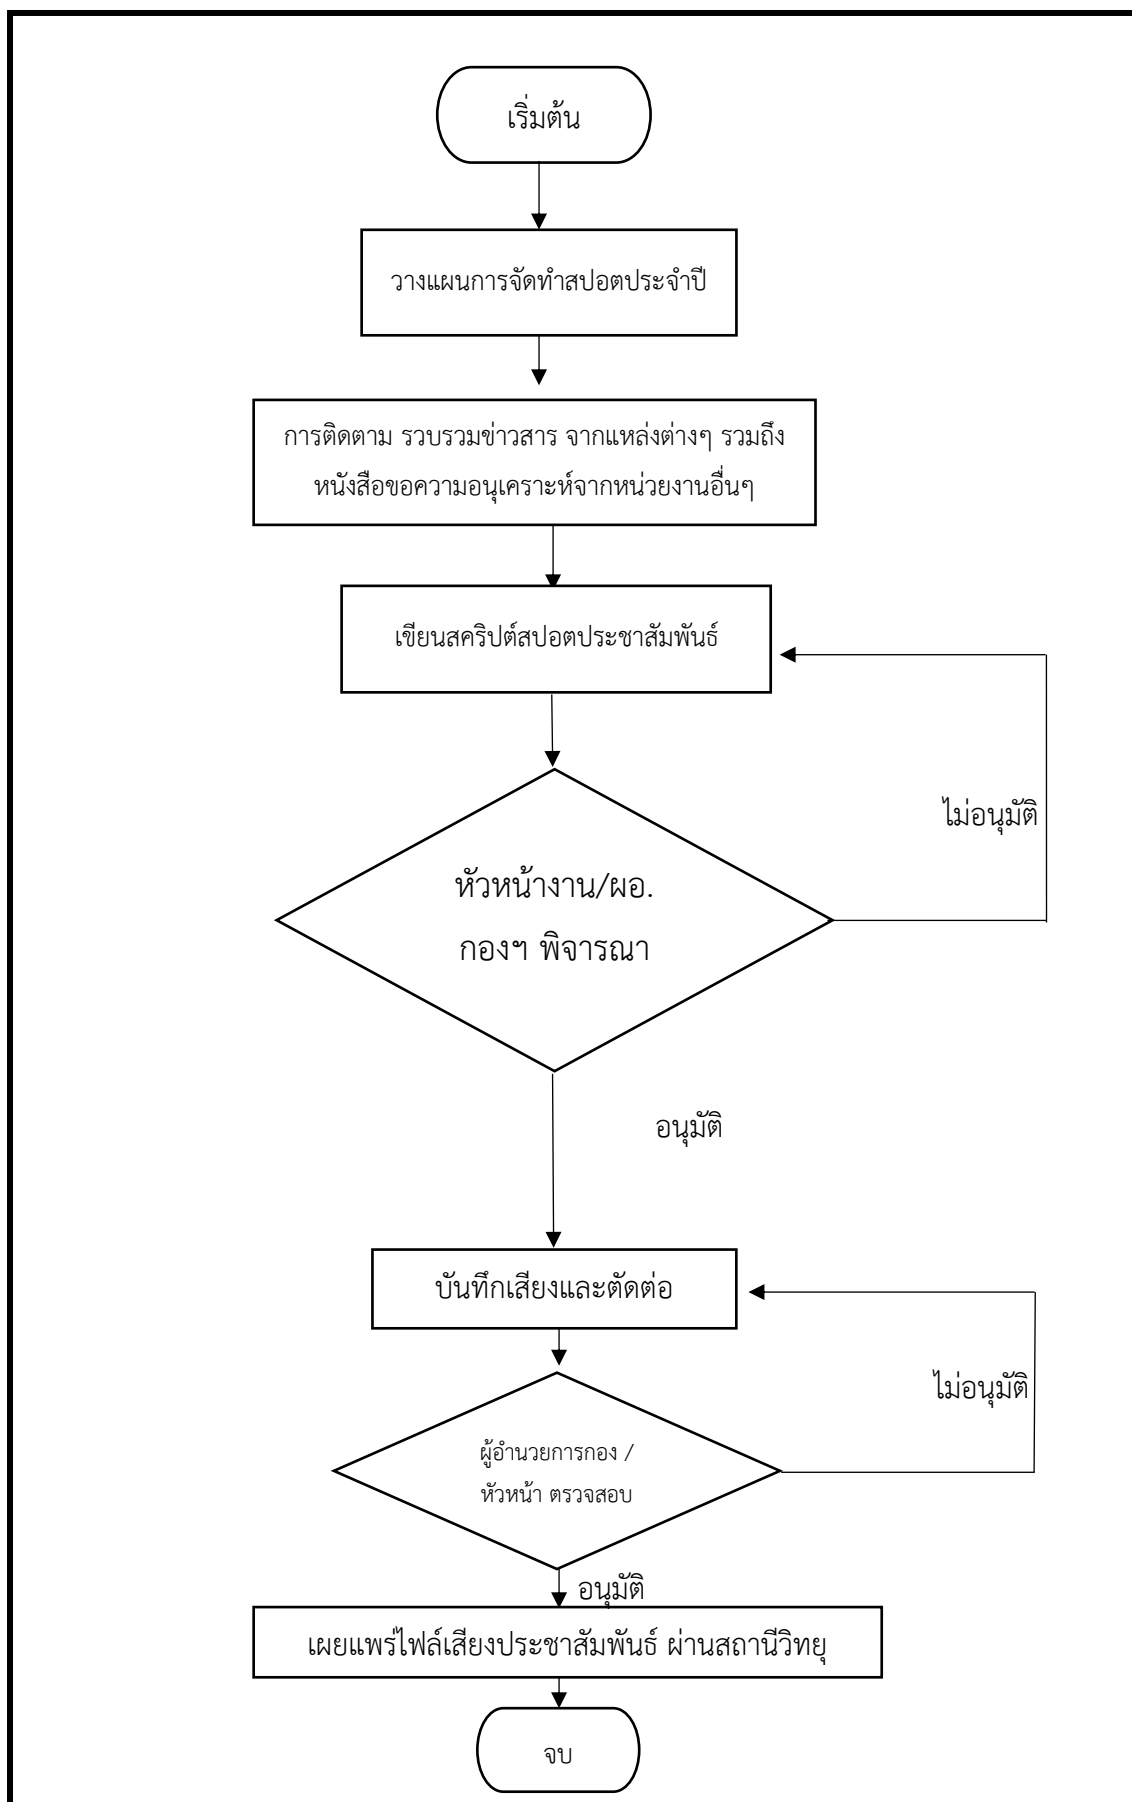 เริ่มต้น
วางแผนการจัดทำสปอตประจำปี
การติดตาม รวบรวมข่าวสาร จากแหล่งต่างๆ รวมถึง
หนังสือขอความอนุเคราะห์จากหน่วยงานอื่นๆ
เขียนสคริปต์สปอตประชาสัมพันธ์
ไม่อนุมัติ
หัวหน้างาน/ผอ.
กองฯ พิจารณา
อนุมัติ
บันทึกเสียงและตัดต่อ
ไม่อนุมัติ
ผู้อำนวยการกอง /
หัวหน้า ตรวจสอบ
อนุมัติ
เผยแพร่ไฟล์เสียงประชาสัมพันธ์ ผ่านสถานีวิทยุ
จบ